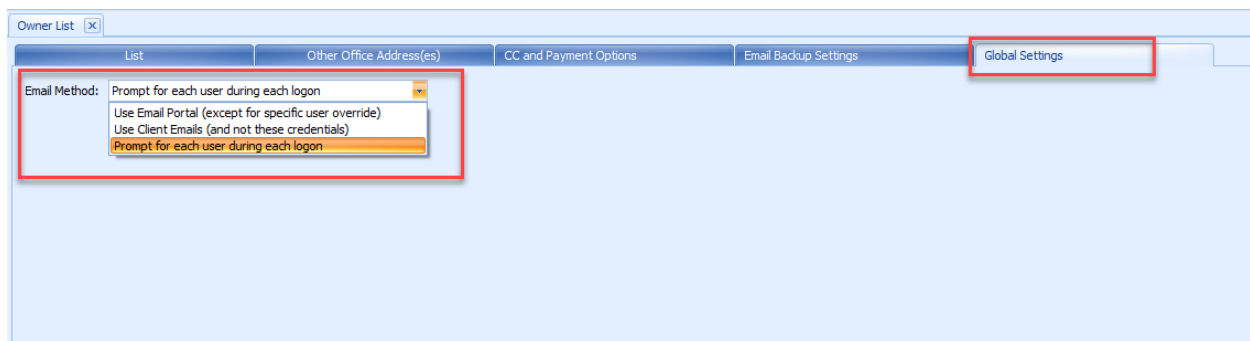 Owner List
List
Other Office Address(es)
CC and Payment Options
Email Backup Settings
Global Settings
Email Method: Prompt for each user during each logon
Use Email Portal (except for specific user override)
Use Client Emails (and not these credentials)
Prompt for each user during each logon